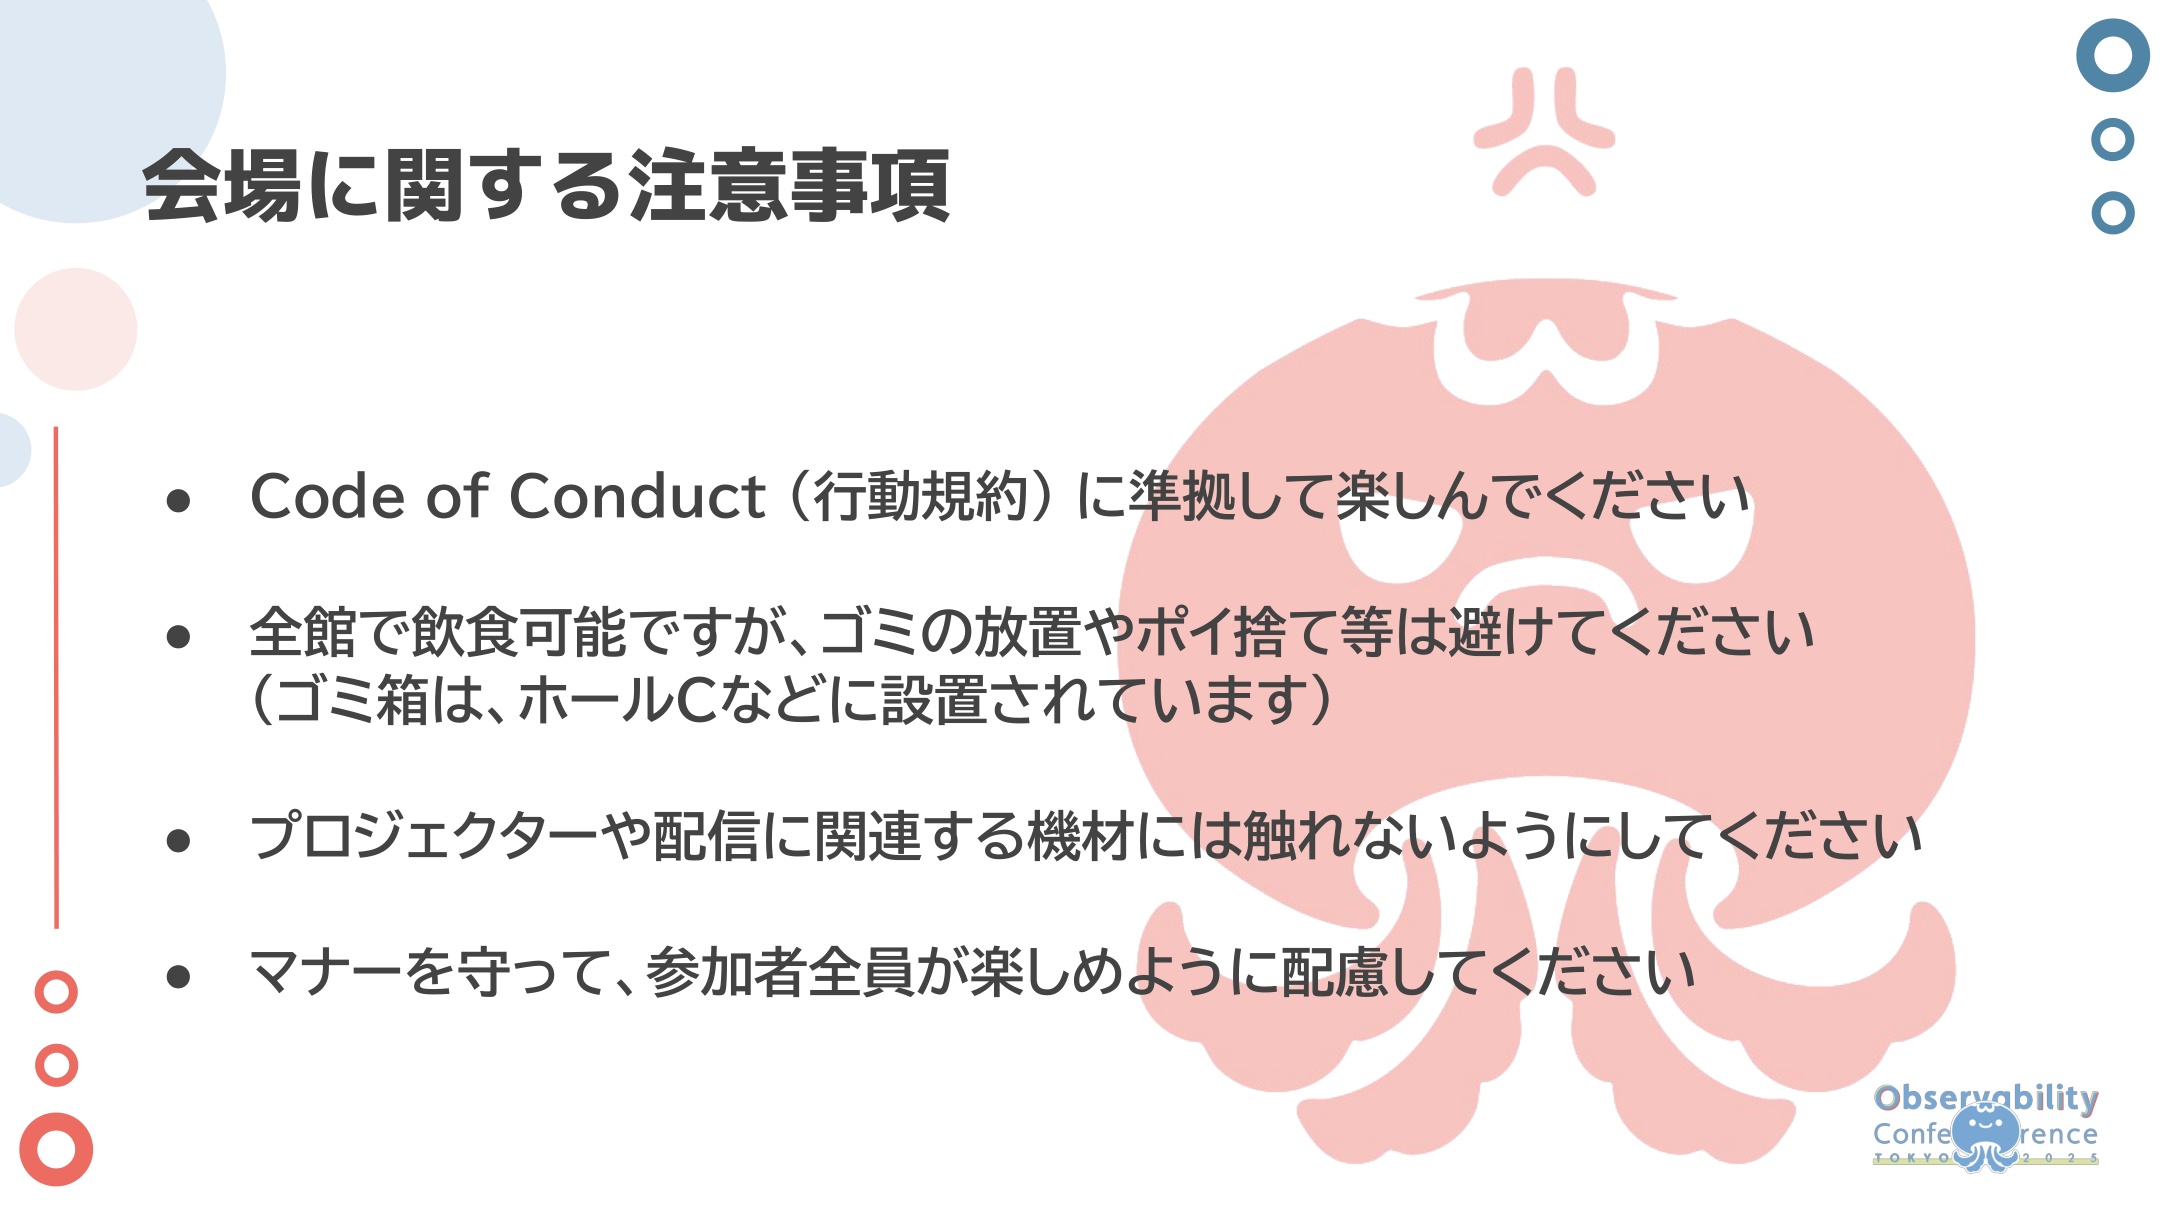 会場に関する注意事項
● Code of Conduct（行動規約）に準拠して楽しんでください
● 全館で飲食可能ですが、ゴミの放置やポイ捨て等は避けてください
（ゴミ箱は、ホールCなどに設置されています）
● プロジェクターや配信に関連する機材には触れないようにしてください
● マナーを守って、参加者全員が楽しめように配慮してください
Observability
Conference
TOKYO 2025